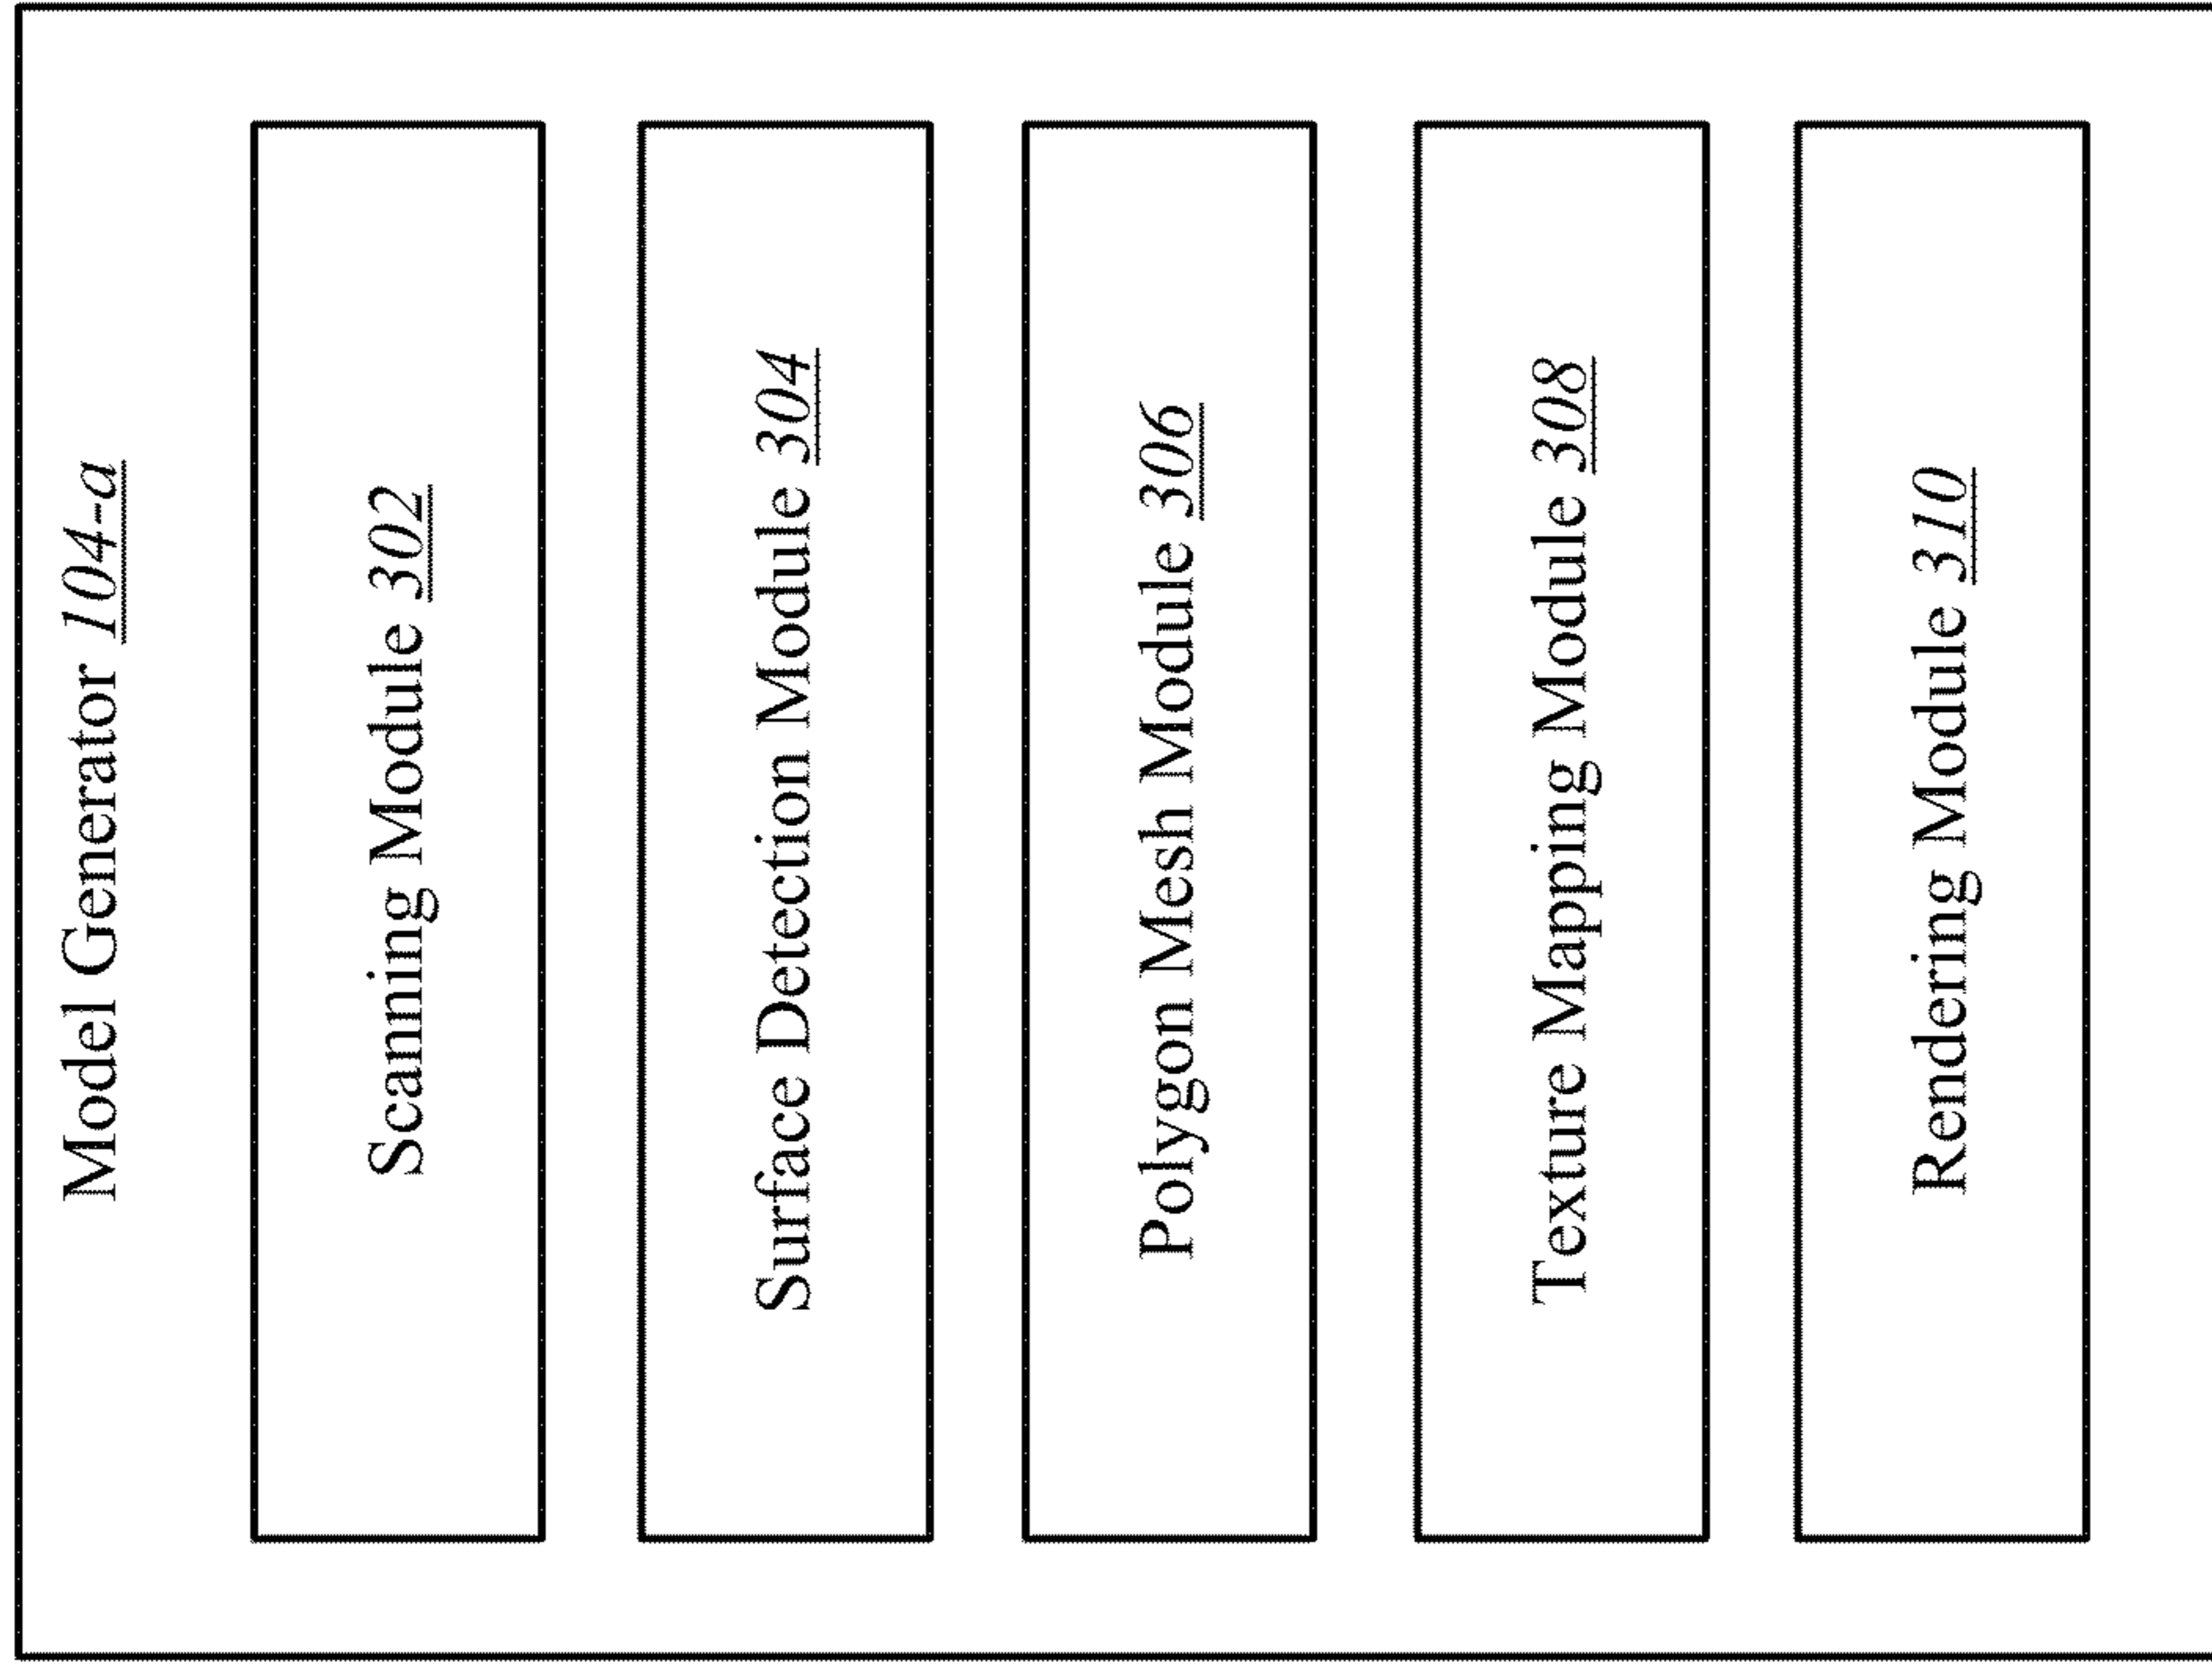 Model Generator 104-a
Scanning Module 302
Surface Detection Module 304
Polygon Mesh Module 306
Texture Mapping Module 308
Rendering Module 310